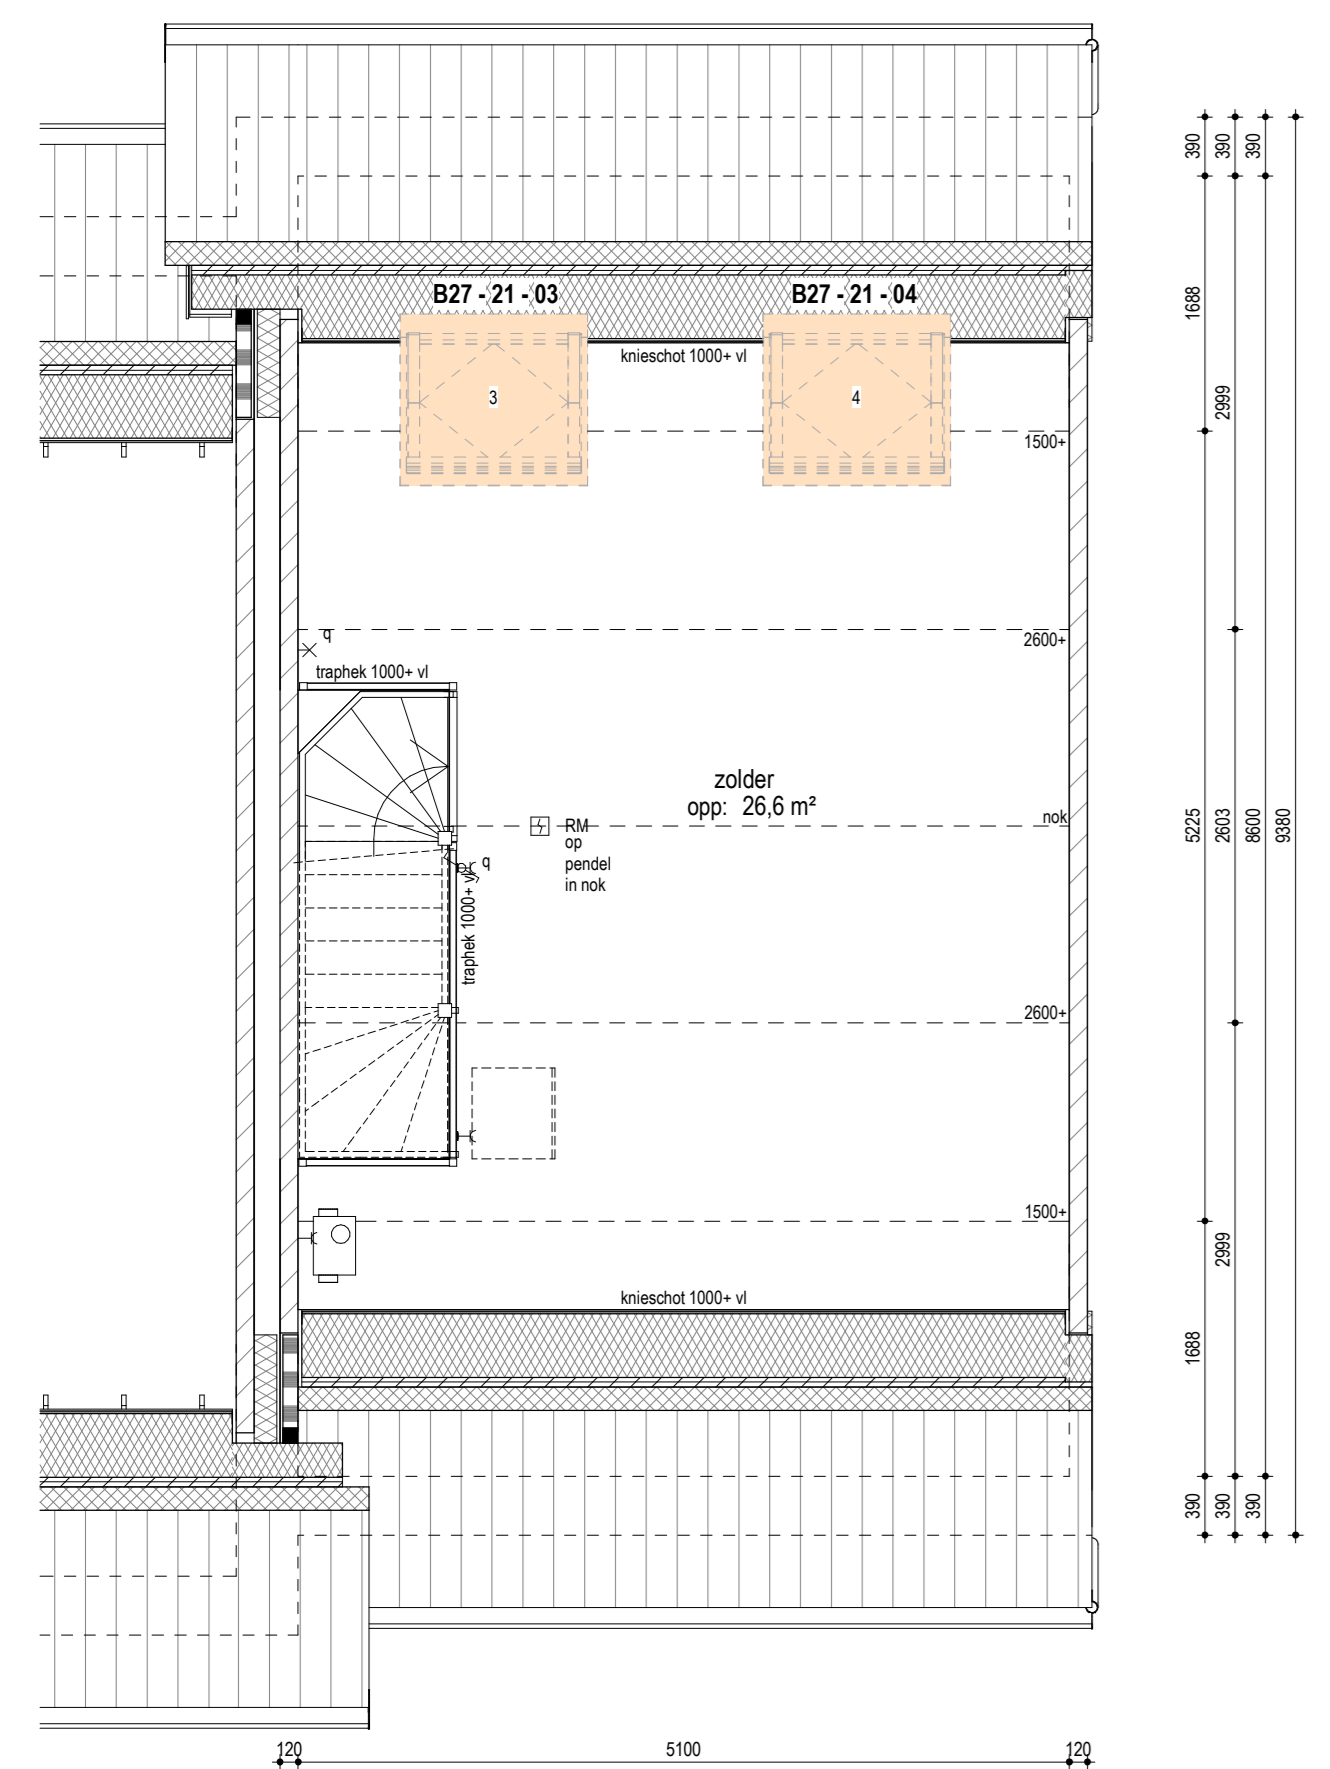 B27 - 21 - 03
B27 - 21 - 04
knieschot 1000+ vl
3
4
1500+
q
2600+
traphek 1000+ vl
zolder
opp: 26,6 m²
nok
RM
op
pendel
in nok
q
traphek 1000+ vl
2600+
1500+
knieschot 1000+ vl
390
390
390
1688
2999
5225
2603
8600
9380
2999
1688
390
390
390
120
5100
120